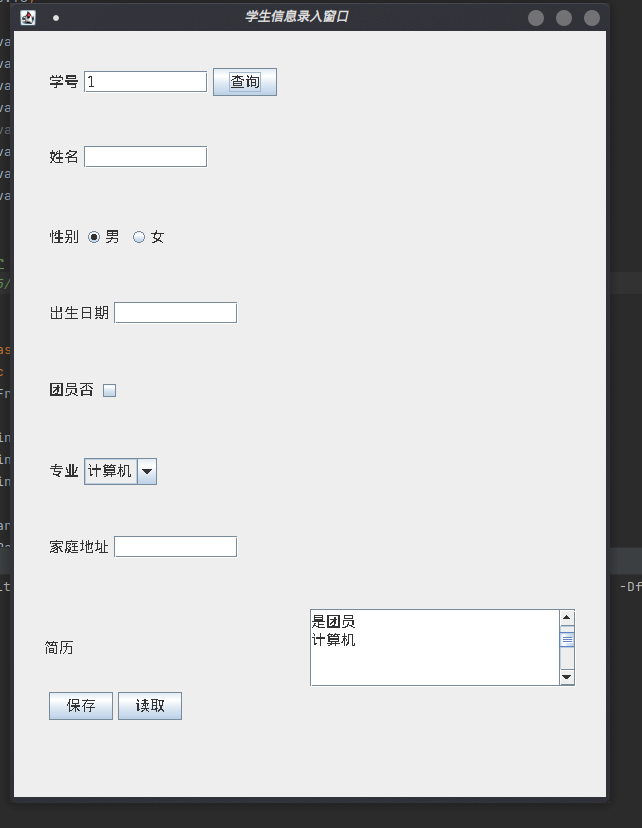 学生信息录入窗口
学号 1 查询
姓名
性别 男 女
出生日期
团员否
专业 计算机
家庭地址
是团员
计算机
简历
保存 读取
-Df